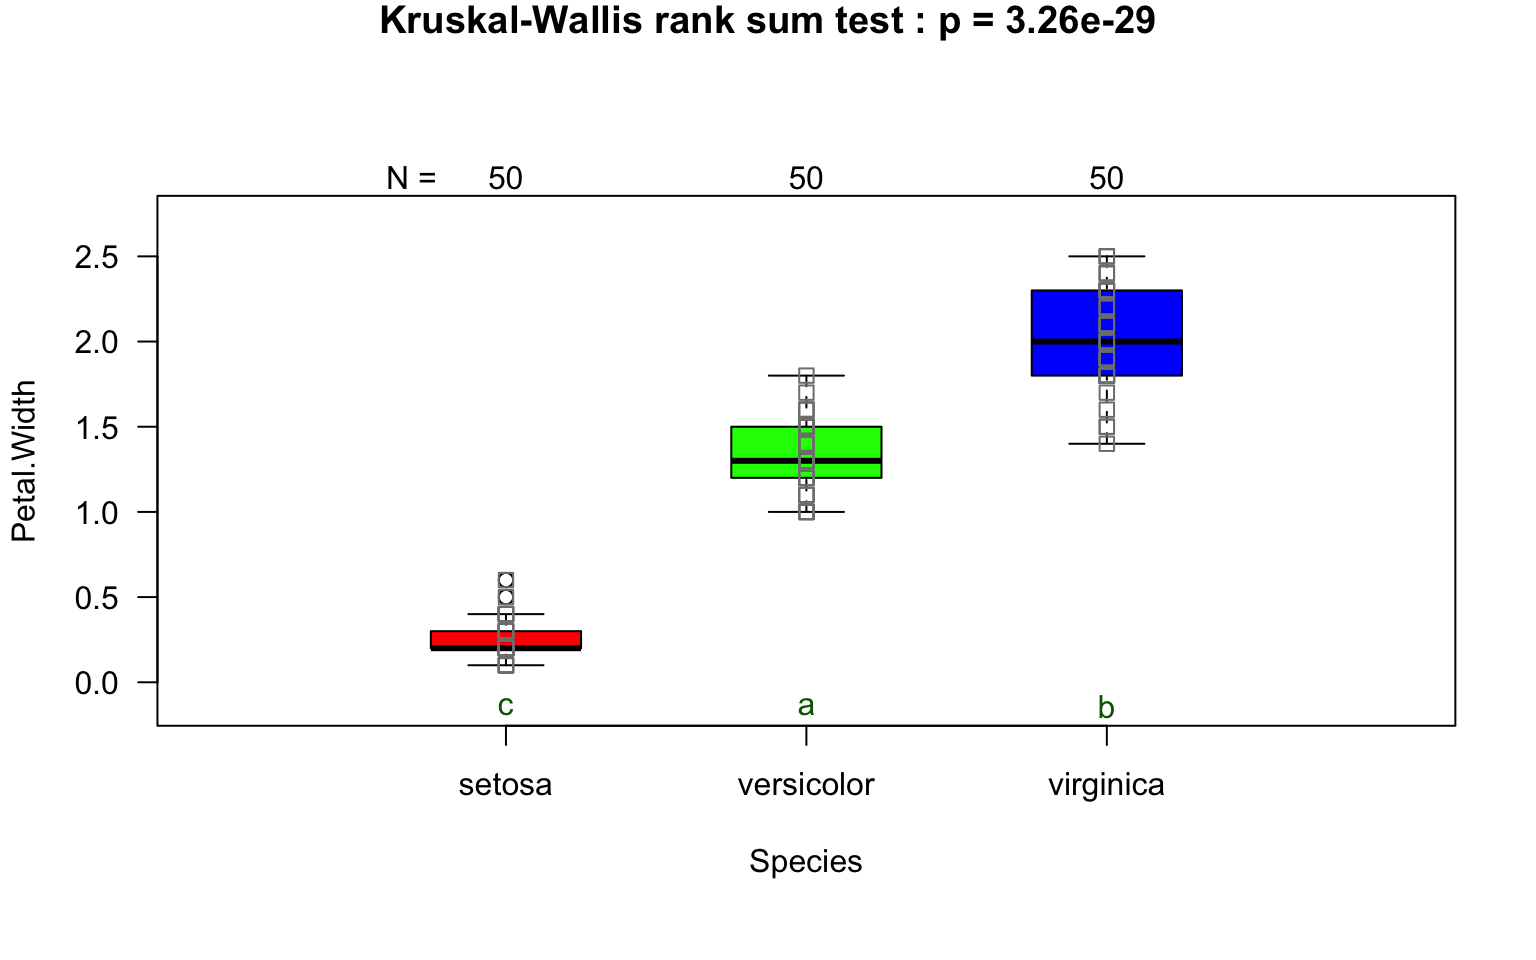 Kruskal-Wallis rank sum test : p = 3.26e-29
N = 50 50 50
2.5
2.0
1.5
1.0
0.5
0.0
Petal.Width
c a b
setosa versicolor virginica
Species